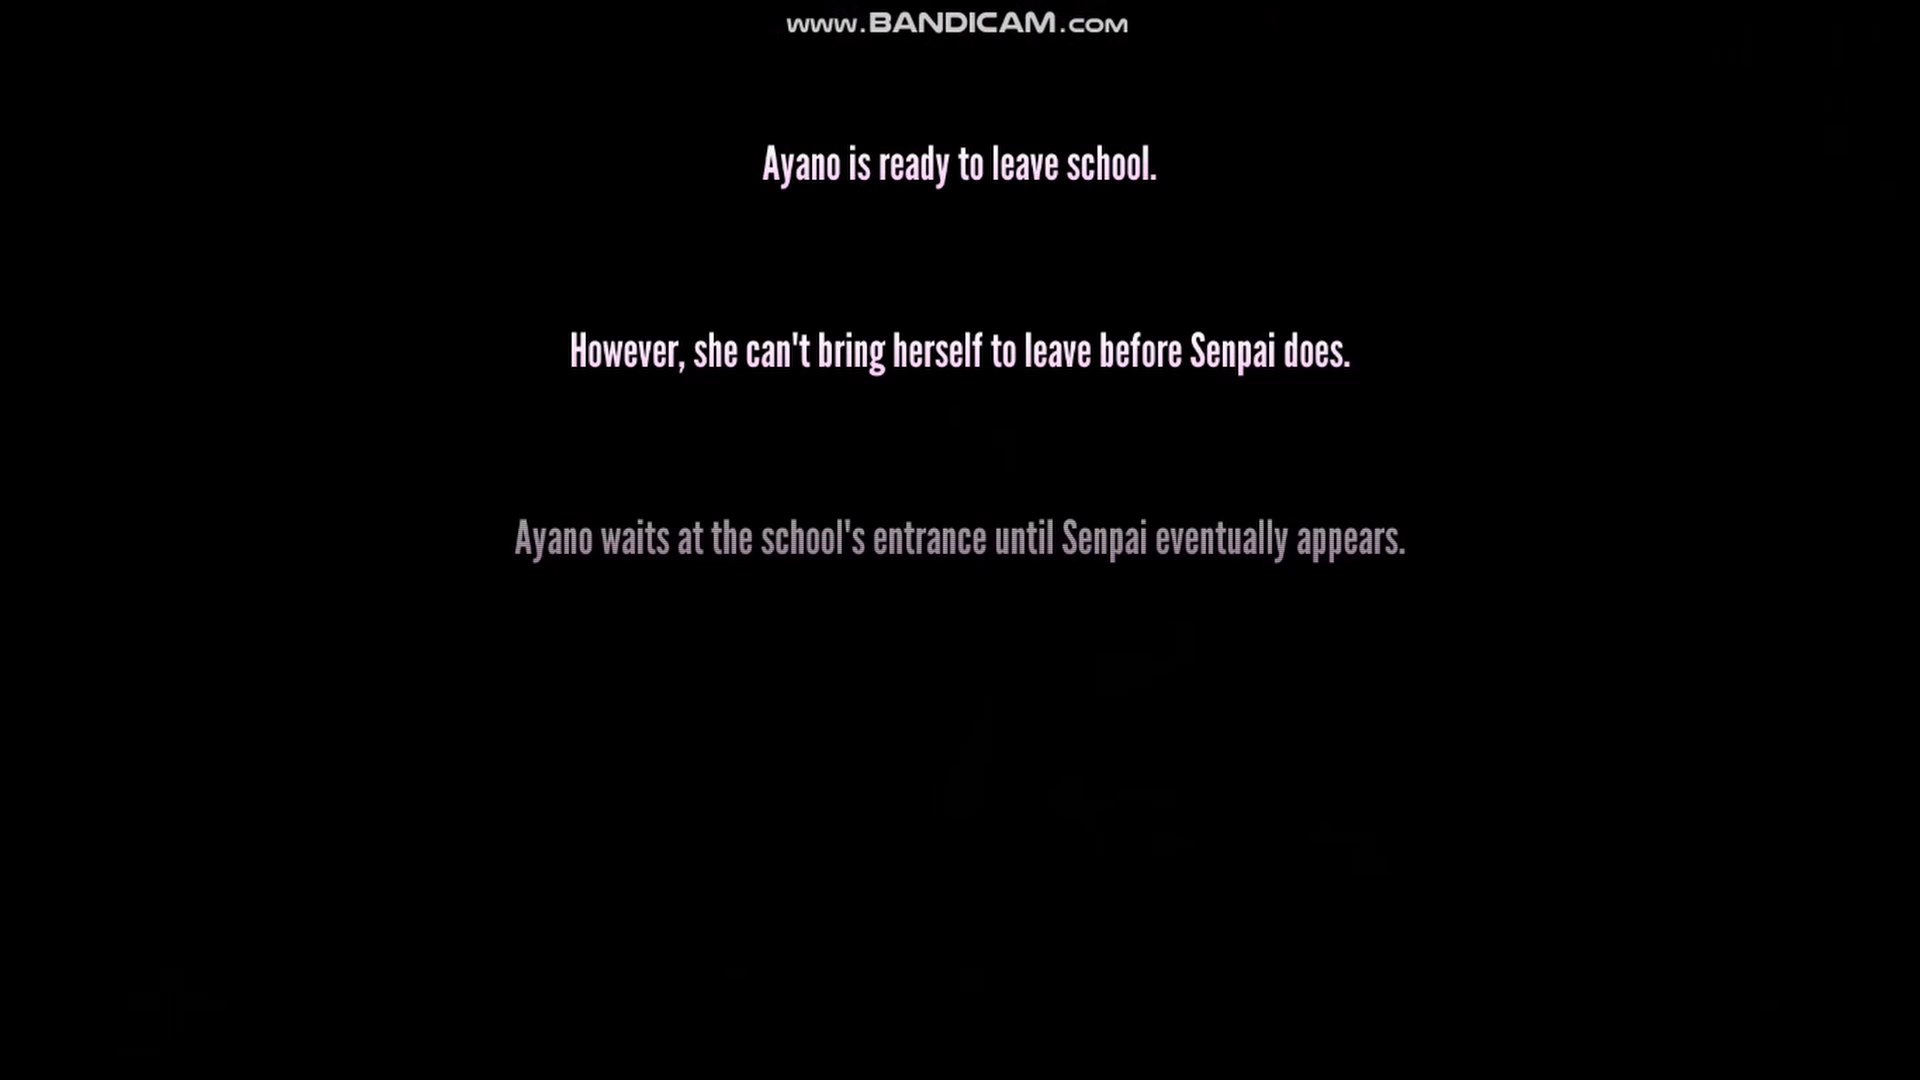 www.BANDICAM.com
Ayano is ready to leave school.
However, she can't bring herself to leave before Senpai does.
Ayano waits at the school's entrance until Senpai eventually appears.